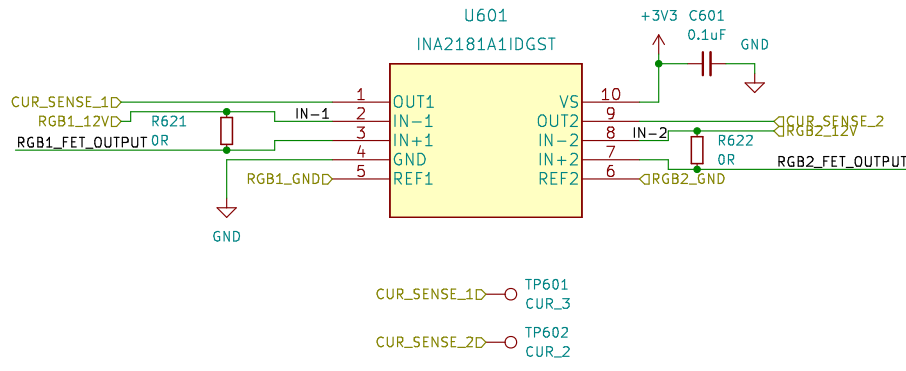 U601
INA2181A1IDGST
+3V3
C601
0.1uF
GND
CUR_SENSE_1
RGB1_12V
R621
0R
RGB1_FET_OUTPUT
IN-1
1
2
3
4
5
OUT1
IN-1
IN+1
GND
REF1
RGB1_GND
GND
VS
OUT2
IN-2
IN+2
REF2
10
9
8
7
6
IN-2
CUR_SENSE_2
RGB2_12V
R622
0R
RGB2_FET_OUTPUT
RGB2_GND
CUR_SENSE_1
TP601
CUR_3
CUR_SENSE_2
TP602
CUR_2